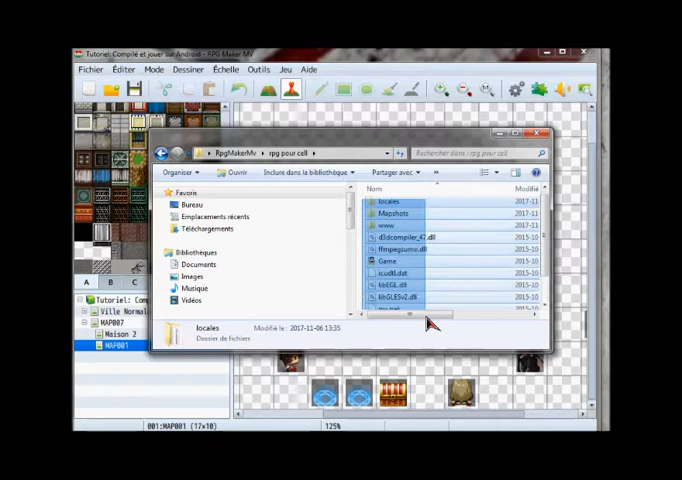 Tutoriel: Compilé et jouer sur Android - RPG Maker MV
Fichier Éditer Mode Dessiner Échelle Outils Jeu Aide
RpgMakerMv rpg pour cell
Rechercher dans : rpg pour cell
Organiser Ouvrir Inclure dans la bibliothèque Partager avec »
Nom Modifié
Favoris
Bureau
Emplacements récents
Téléchargements
Bibliothèques
Documents
Images
Musique
Vidéos
locales 2017-11
Mapshots 2017-11
www 2017-11
d3dcompiler_47.dll 2015-10
ffmpegsumo.dll 2015-10
Game 2015-10
icudtl.dat 2015-10
libEGL.dll 2015-10
libGLESv2.dll 2015-10
locales Modifié le : 2017-11-06 13:35
Dossier de fichiers
A B C
Tutoriel: Com
Ville Normale
MAP007
Maison 2
MAP001
001:MAP001 (17×10) 125%